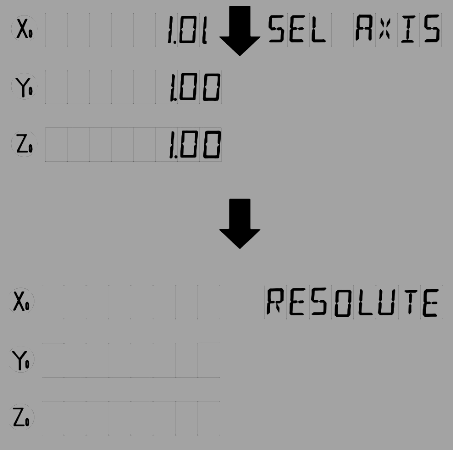 X₀ 1.01 SEL AXIS
Y₀ 1.00
Z₀ 1.00
X₀ RESOLUTE
Y₀
Z₀